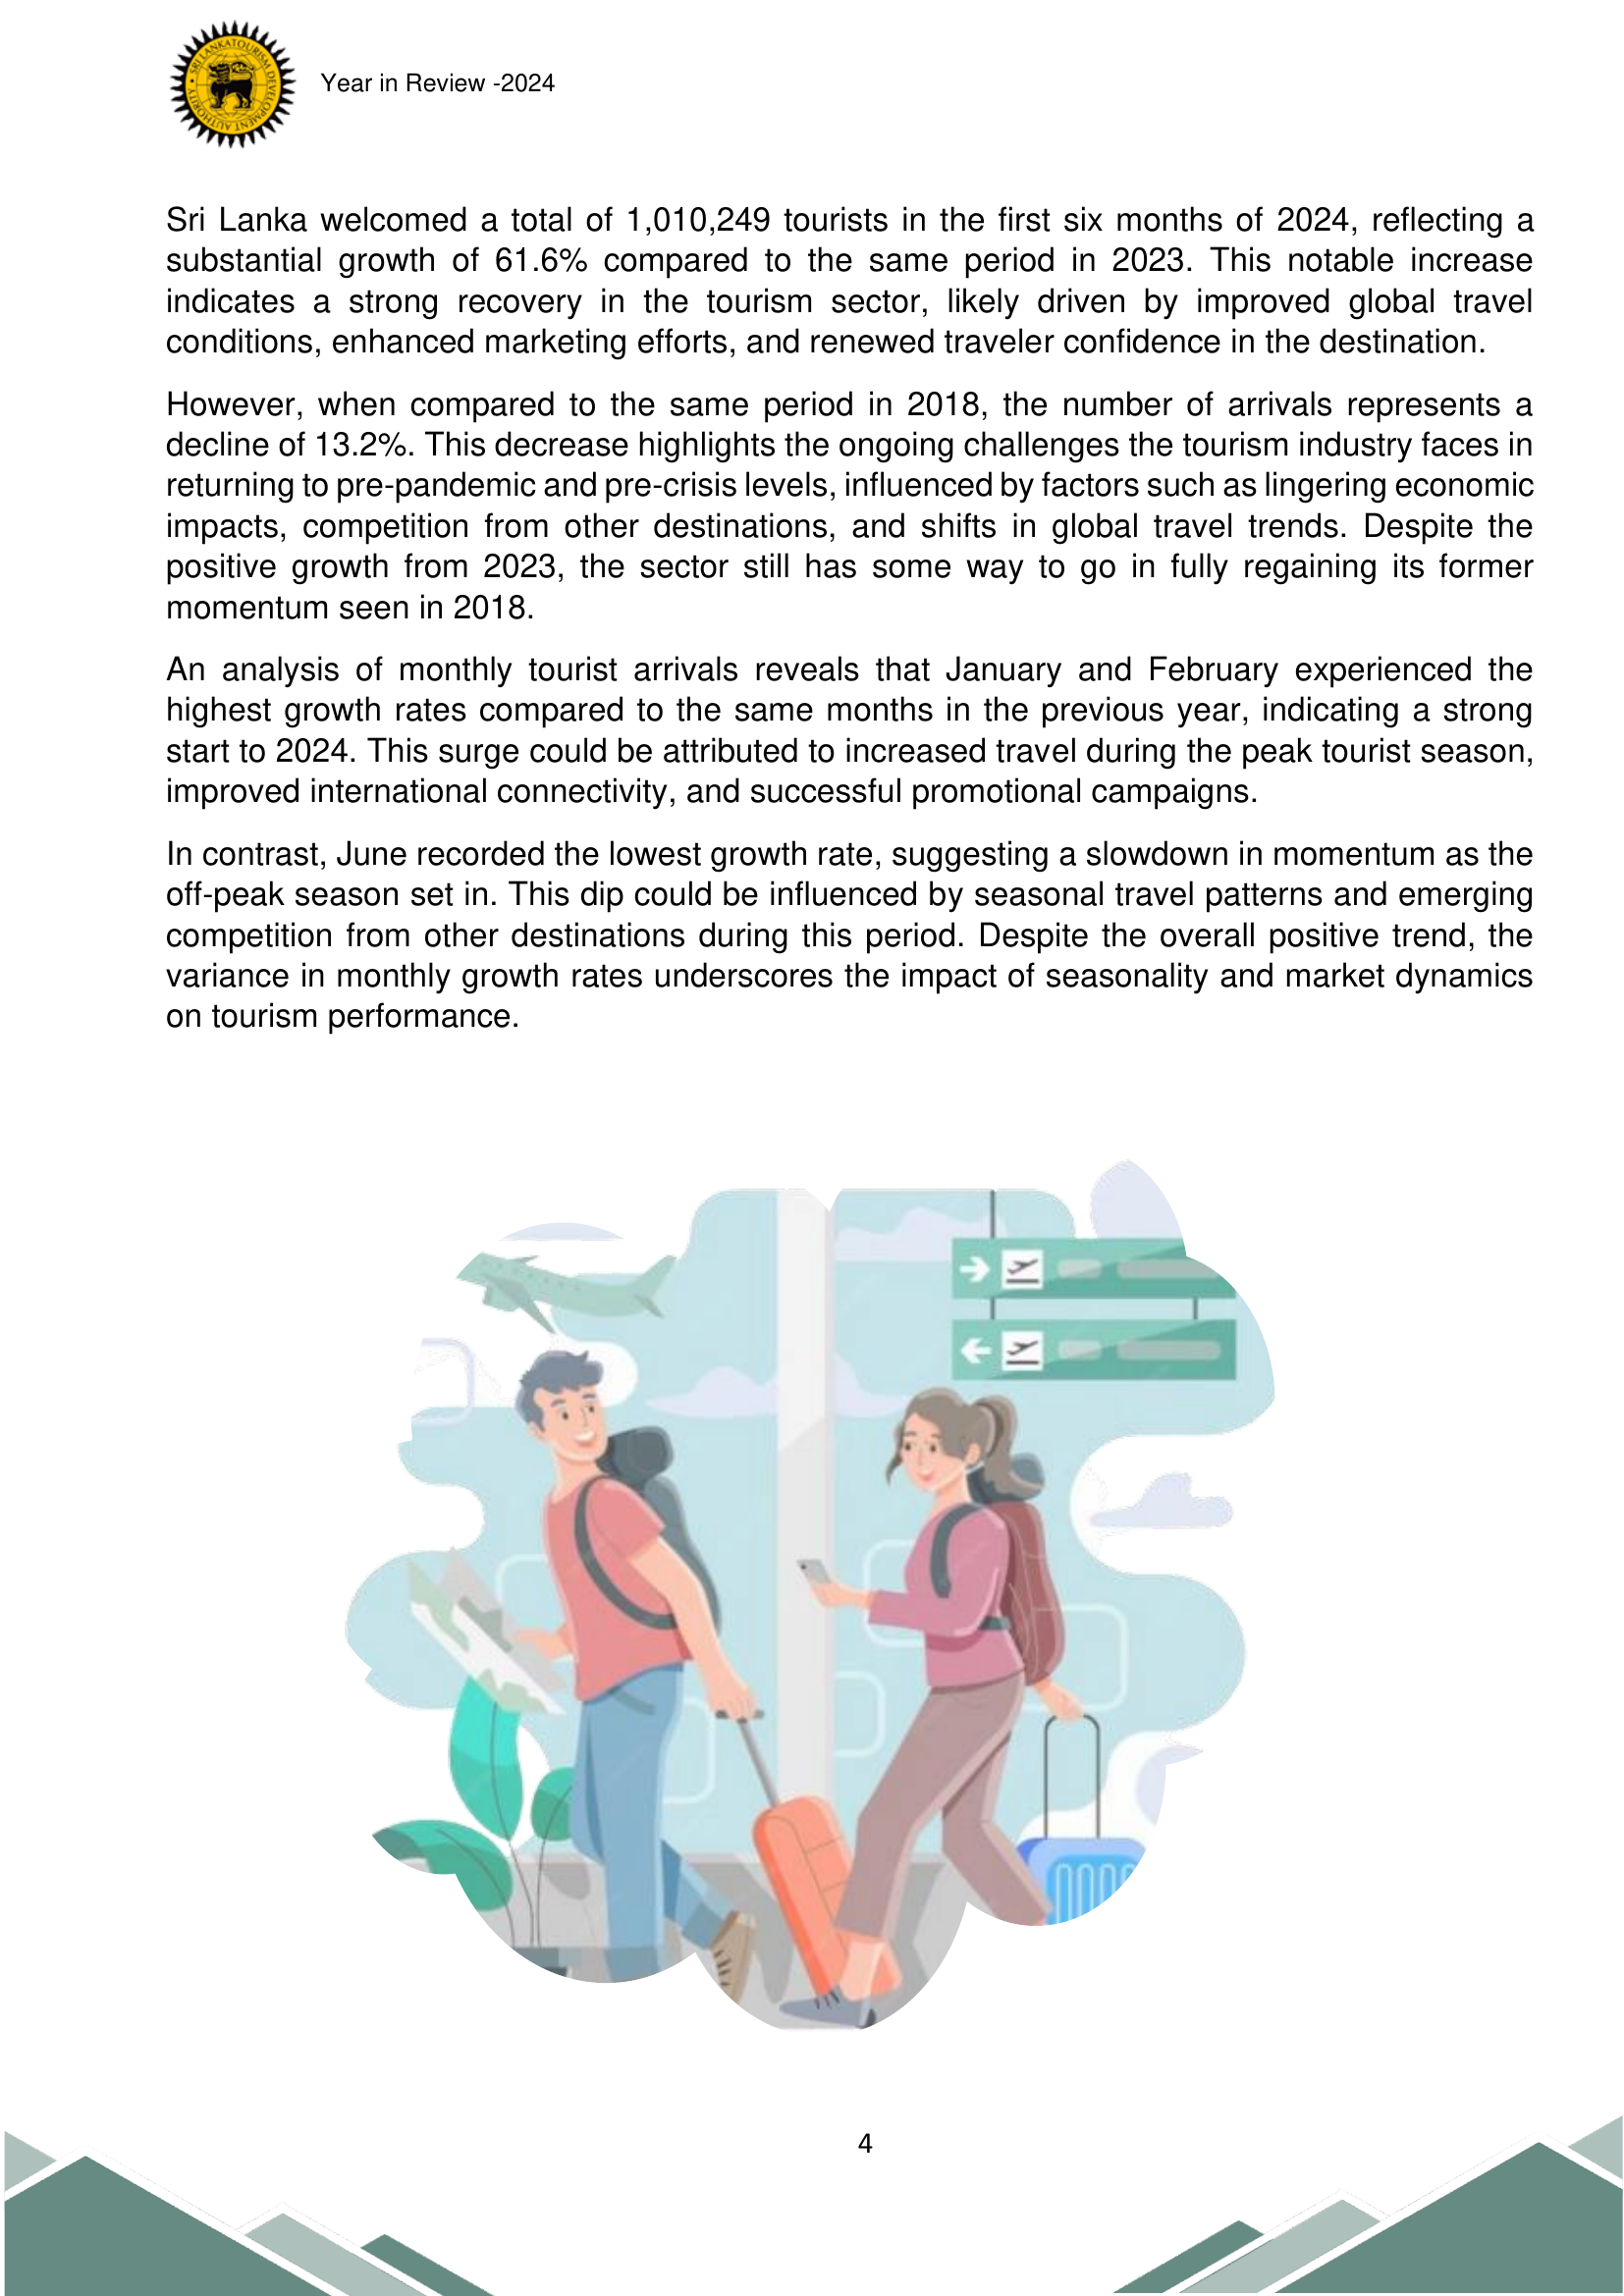 SRI LANKA TOURISM DEVELOPMENT AUTHORITY
Year in Review -2024
Sri Lanka welcomed a total of 1,010,249 tourists in the first six months of 2024, reflecting a
substantial growth of 61.6% compared to the same period in 2023. This notable increase
indicates a strong recovery in the tourism sector, likely driven by improved global travel
conditions, enhanced marketing efforts, and renewed traveler confidence in the destination.
However, when compared to the same period in 2018, the number of arrivals represents a
decline of 13.2%. This decrease highlights the ongoing challenges the tourism industry faces in
returning to pre-pandemic and pre-crisis levels, influenced by factors such as lingering economic
impacts, competition from other destinations, and shifts in global travel trends. Despite the
positive growth from 2023, the sector still has some way to go in fully regaining its former
momentum seen in 2018.
An analysis of monthly tourist arrivals reveals that January and February experienced the
highest growth rates compared to the same months in the previous year, indicating a strong
start to 2024. This surge could be attributed to increased travel during the peak tourist season,
improved international connectivity, and successful promotional campaigns.
In contrast, June recorded the lowest growth rate, suggesting a slowdown in momentum as the
off-peak season set in. This dip could be influenced by seasonal travel patterns and emerging
competition from other destinations during this period. Despite the overall positive trend, the
variance in monthly growth rates underscores the impact of seasonality and market dynamics
on tourism performance.
4